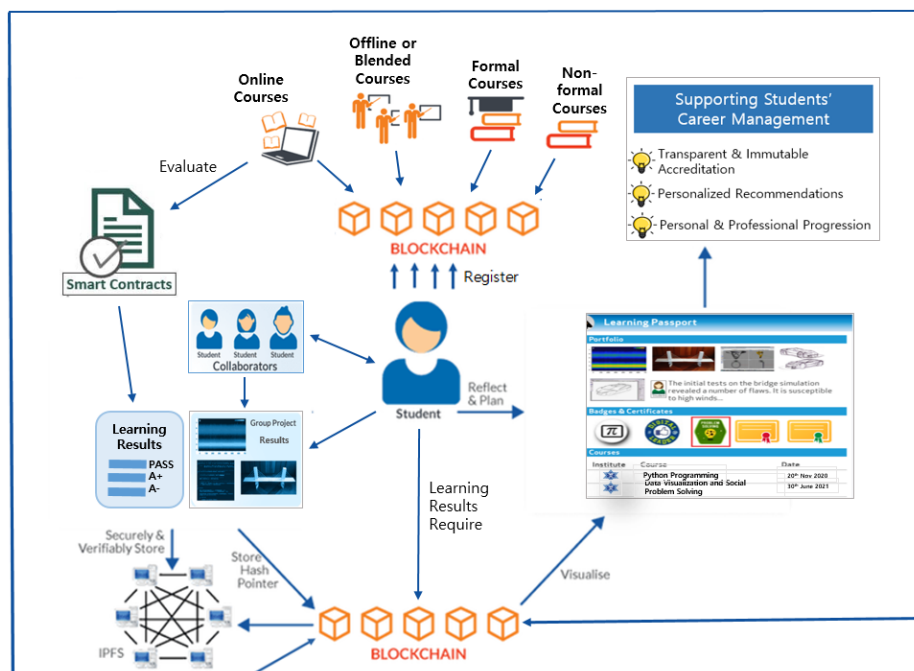 Online
Courses
Offline or
Blended
Courses
Formal
Courses
Non-
formal
Courses
Supporting Students'
Career Management
Transparent & Immutable
Accreditation
Personalized Recommendations
Personal & Professional Progression
Evaluate
Smart Contracts
BLOCKCHAIN
Register
Student
Student
Student
Collaborators
Student
Reflect
& Plan
Learning Passport
Portfolio
The initial tests on the bridge simulation
revealed a number of flaws. It is susceptible
to high winds...
Badges & Certificates
π
DIGITAL
LEADER
PROBLEM
SOLVING
Courses
Institute
Course
Date
Python Programming
20th Nov 2020
Data Visualization and Social
Problem Solving
30th June 2021
Learning
Results
PASS
A+
A-
Group Project
Results
Learning
Results
Require
Securely &
Verifiably Store
Store
Hash
Pointer
Visualise
IPFS
BLOCKCHAIN